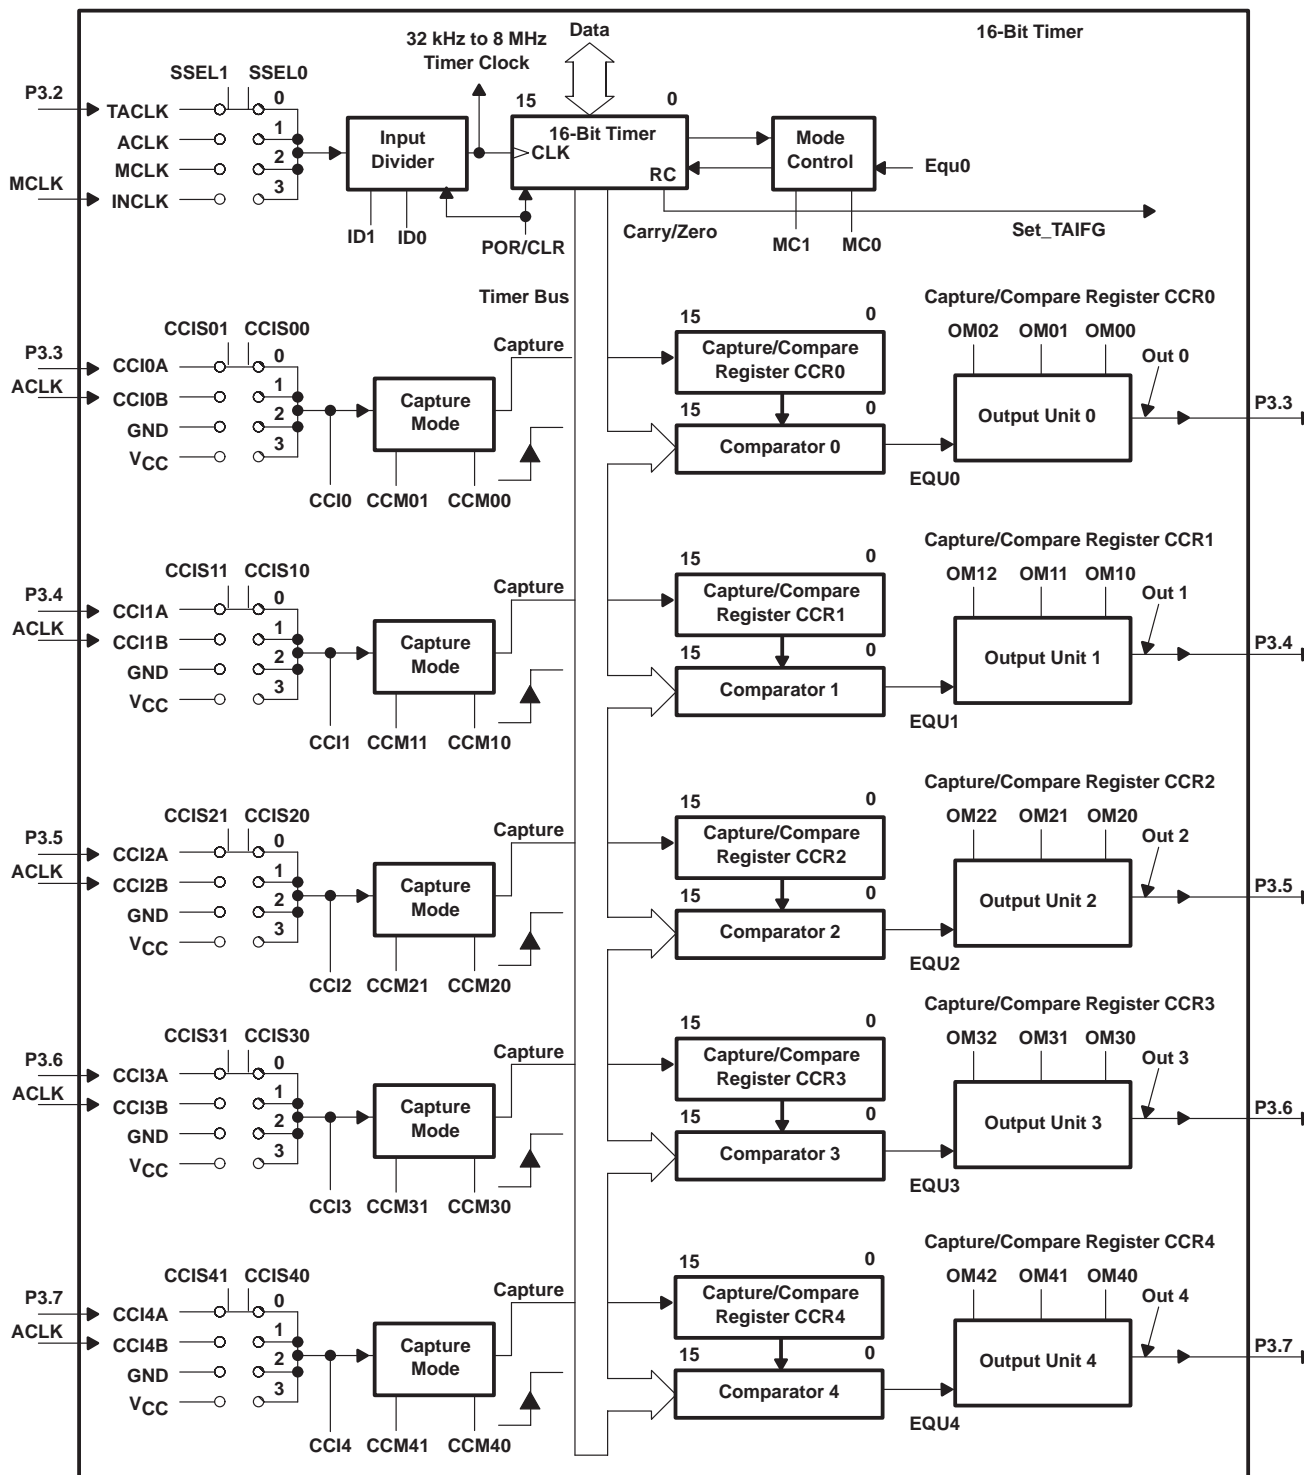 16-Bit Timer
32 kHz to 8 MHz
Timer Clock
Data
P3.2
SSEL1 SSEL0
TACLK 0
ACLK 1
MCLK 2
MCLK
INCLK 3
Input
Divider
ID1 ID0
POR/CLR
15 0
16-Bit Timer
CLK
RC
Mode
Control
Equ0
Carry/Zero
MC1 MC0
Set_TAIFG
Timer Bus
P3.3
ACLK
CCIS01 CCIS00
CCI0A 0
CCI0B 1
GND 2
VCC 3
Capture
Capture
Mode
CCI0 CCM01 CCM00
15 0
Capture/Compare
Register CCR0
15 0
Comparator 0
EQU0
Capture/Compare Register CCR0
OM02 OM01 OM00
Output Unit 0
Out 0
P3.3
P3.4
ACLK
CCIS11 CCIS10
CCI1A 0
CCI1B 1
GND 2
VCC 3
Capture
Capture
Mode
CCI1 CCM11 CCM10
15 0
Capture/Compare
Register CCR1
15 0
Comparator 1
EQU1
Capture/Compare Register CCR1
OM12 OM11 OM10
Output Unit 1
Out 1
P3.4
P3.5
ACLK
CCIS21 CCIS20
CCI2A 0
CCI2B 1
GND 2
VCC 3
Capture
Capture
Mode
CCI2 CCM21 CCM20
15 0
Capture/Compare
Register CCR2
15 0
Comparator 2
EQU2
Capture/Compare Register CCR2
OM22 OM21 OM20
Output Unit 2
Out 2
P3.5
P3.6
ACLK
CCIS31 CCIS30
CCI3A 0
CCI3B 1
GND 2
VCC 3
Capture
Capture
Mode
CCI3 CCM31 CCM30
15 0
Capture/Compare
Register CCR3
15 0
Comparator 3
EQU3
Capture/Compare Register CCR3
OM32 OM31 OM30
Output Unit 3
Out 3
P3.6
P3.7
ACLK
CCIS41 CCIS40
CCI4A 0
CCI4B 1
GND 2
VCC 3
Capture
Capture
Mode
CCI4 CCM41 CCM40
15 0
Capture/Compare
Register CCR4
15 0
Comparator 4
EQU4
Capture/Compare Register CCR4
OM42 OM41 OM40
Output Unit 4
Out 4
P3.7